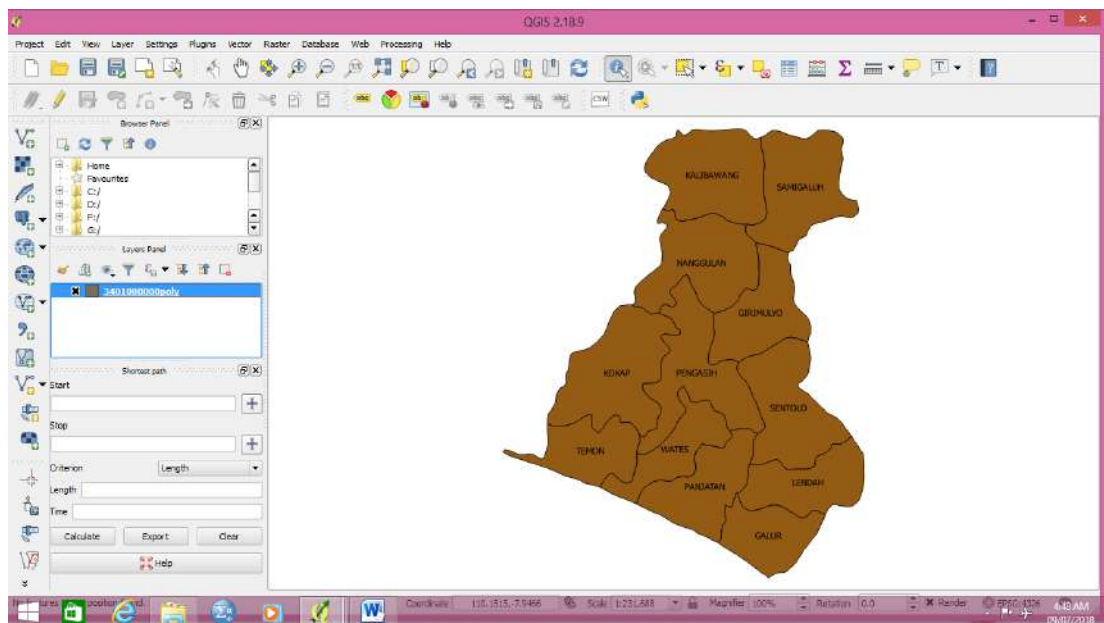 QGIS 2.18.9
Project Edit View Layer Settings Plugins Vector Raster Database Web Processing Help
CSW
Browser Panel
Home
Favourites
C:/
D:/
F:/
G:/
Layers Panel
3401000000poly
Shortest path
Start
Stop
Criterion Length
Length
Time
Calculate Export Clear
Help
KALIBAWANG
SAMIGALUH
NANGGULAN
GIRIMULYO
KOKAP
PENGASIH
SENTOLO
TEMON
WATES
PANJATAN
LENDAH
GALUR
Coordinate 110.1515,-7.9466 Scale 1:231,688 Magnifier 100% Rotation 0.0 Render EPSG:4326
4:43 AM
09/07/2018